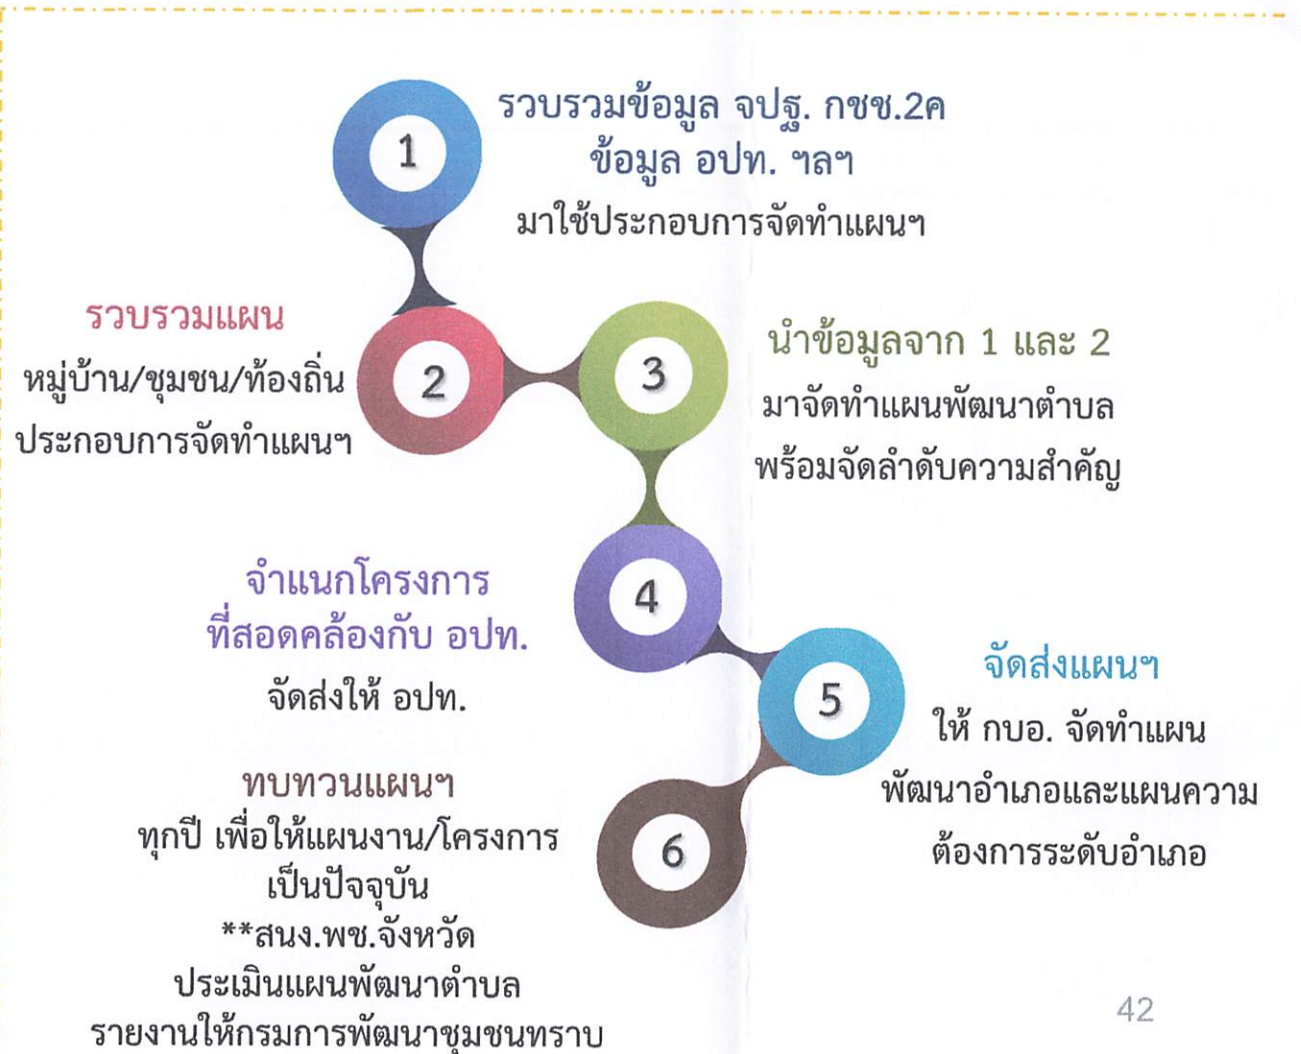 1
รวบรวมข้อมูล จปฐ. กชช.2ค
ข้อมูล อปท. ฯลฯ
มาใช้ประกอบการจัดทำแผนฯ
รวบรวมแผน
หมู่บ้าน/ชุมชน/ท้องถิ่น
ประกอบการจัดทำแผนฯ
2
3
นำข้อมูลจาก 1 และ 2
มาจัดทำแผนพัฒนาตำบล
พร้อมจัดลำดับความสำคัญ
จำแนกโครงการ
ที่สอดคล้องกับ อปท.
จัดส่งให้ อปท.
4
5
จัดส่งแผนฯ
ให้ กบอ. จัดทำแผน
พัฒนาอำเภอและแผนความ
ต้องการระดับอำเภอ
ทบทวนแผนฯ
ทุกปี เพื่อให้แผนงาน/โครงการ
เป็นปัจจุบัน
**สนง.พช.จังหวัด
ประเมินแผนพัฒนาตำบล
รายงานให้กรมการพัฒนาชุมชนทราบ
6
42